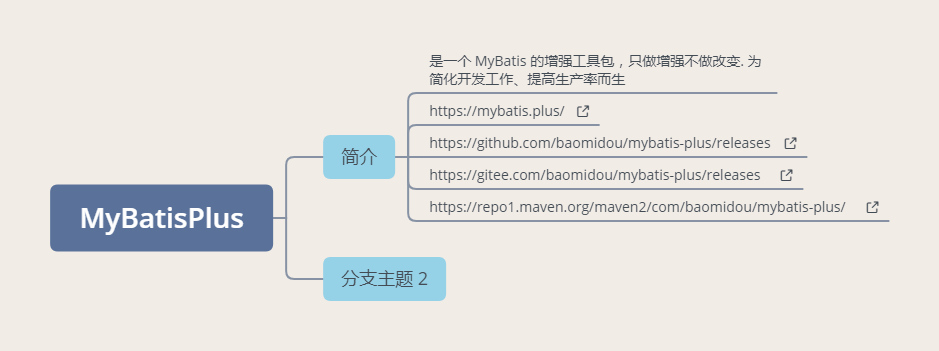 MyBatisPlus
简介
是一个 MyBatis 的增强工具包，只做增强不做改变. 为
简化开发工作、提高生产率而生
https://mybatis.plus/
https://github.com/baomidou/mybatis-plus/releases
https://gitee.com/baomidou/mybatis-plus/releases
https://repo1.maven.org/maven2/com/baomidou/mybatis-plus/
分支主题 2